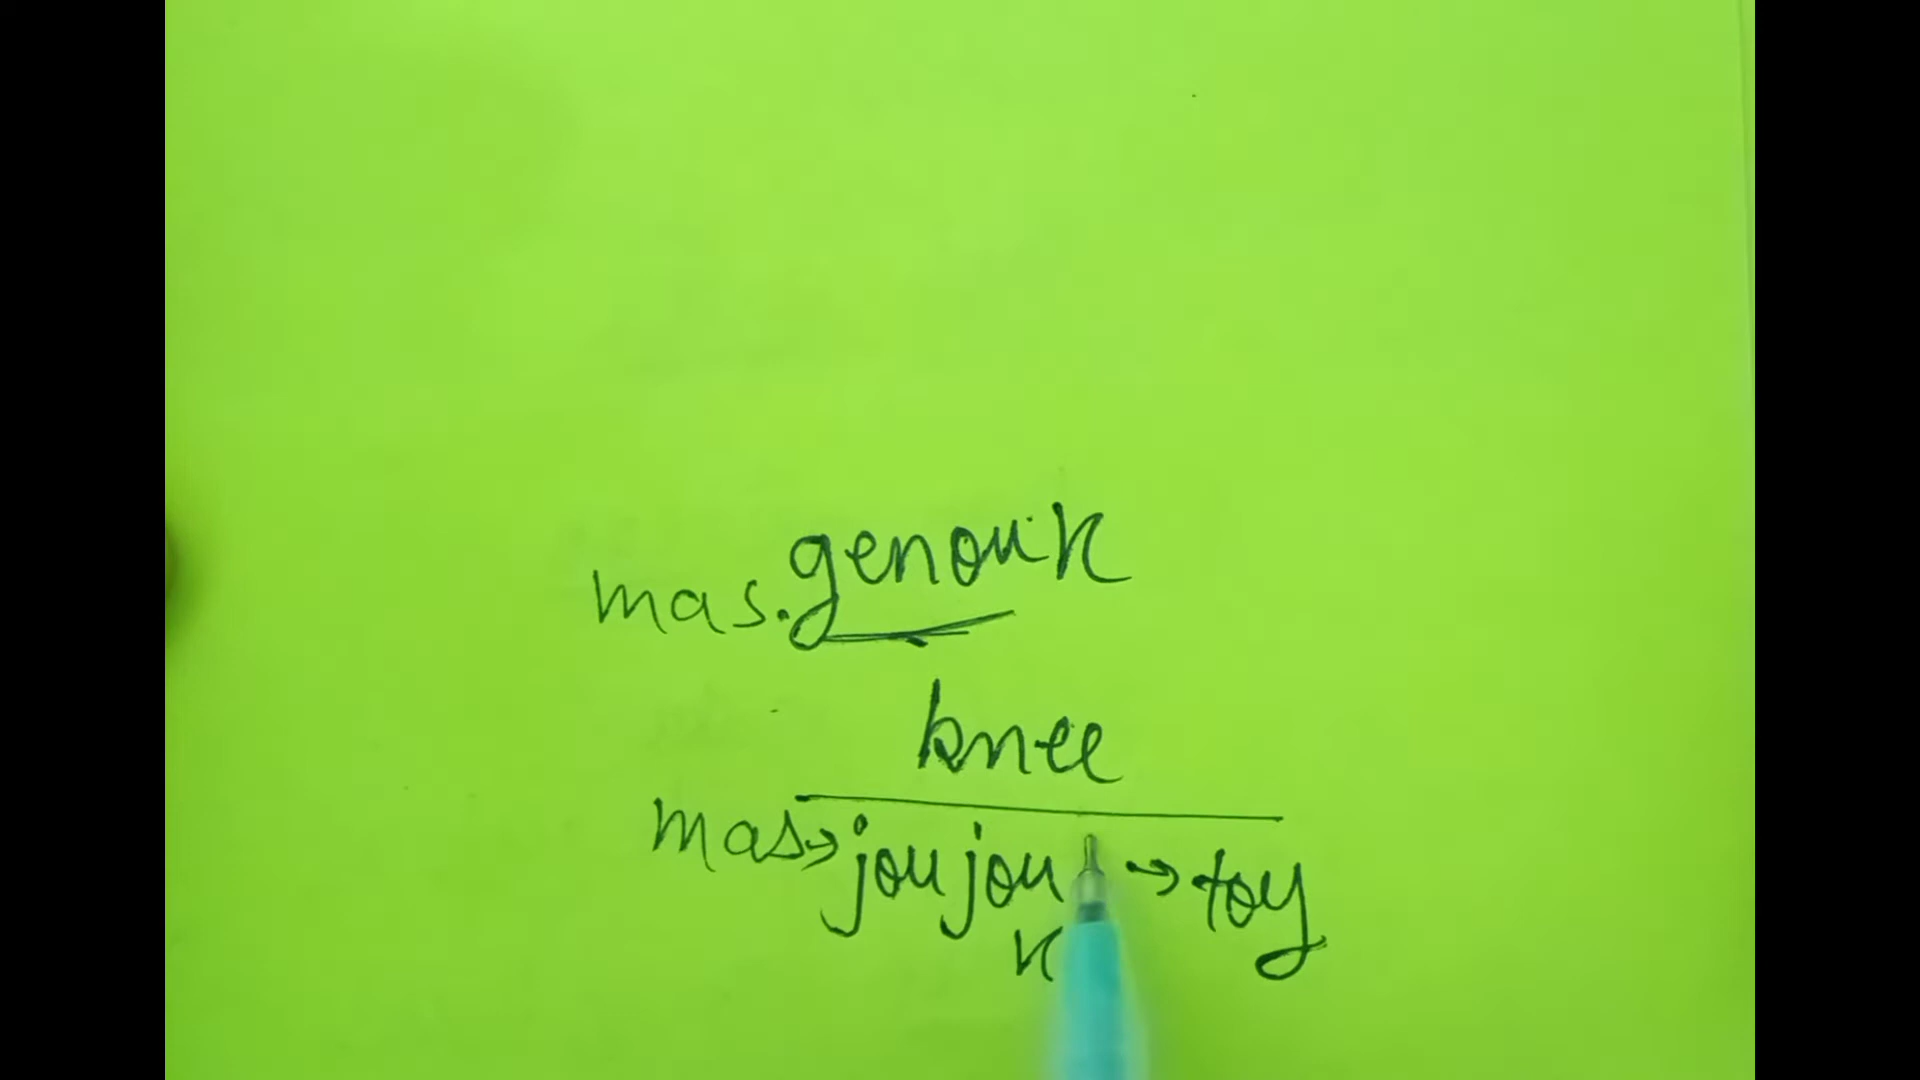 mas. genoux
knee
mas → joujou → toy
x